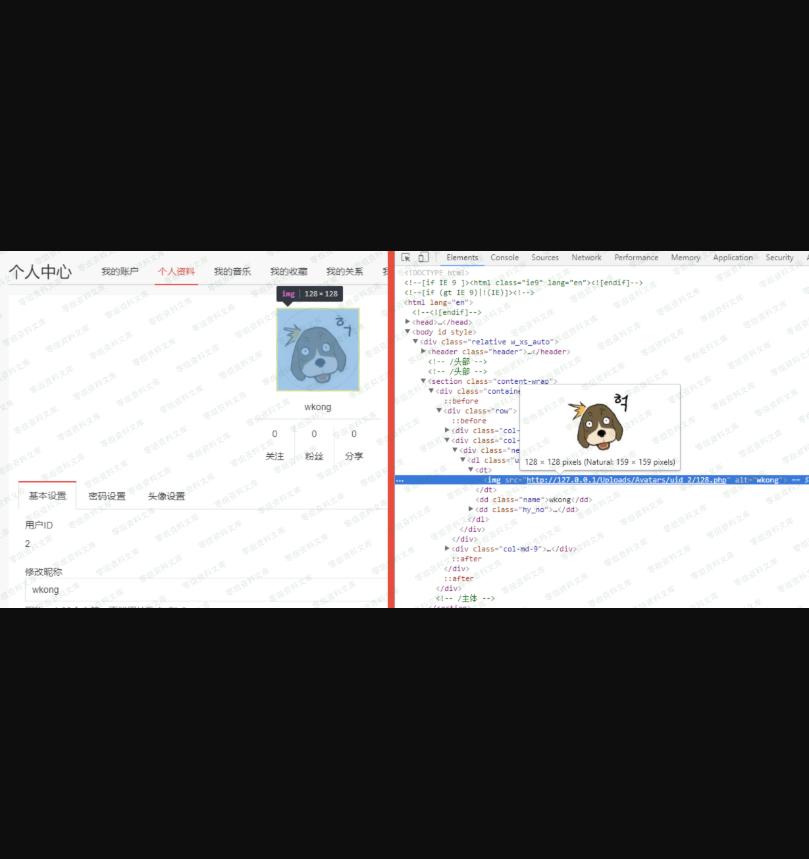 个人中心 我的账户 个人资料 我的音乐 我的收藏 我的关系
img 128×128
허
wkong
0 0 0
关注 粉丝 分享
基本设置 密码设置 头像设置
用户ID
2
修改昵称
wkong
Elements Console Sources Network Performance Memory Application Security
<!DOCTYPE html>
<!--[if IE 9 ]><html class="ie9" lang="en"><![endif]-->
<!--[if (gt IE 9)|!(IE)]><!-->
<html lang="en">
<!--<![endif]-->
▶<head>…</head>
▼<body id style>
▼<div class="relative w_xs_auto">
▶<header class="header">…</header>
<!-- /头部 -->
<!-- /头部 -->
▼<section class="content-wrap">
▼<div class="containe
::before
▼<div class="row">
::before
▶<div class="col-
▼<div class="col-
▼<div class="ne
▼<dl class="u
▼<dt>
헉
128 × 128 pixels (Natural: 159 × 159 pixels)
… <img src="http://127.0.0.1/Uploads/Avatars/uid_2/128.php" alt="wkong"> ==
</dt>
<dd class="name">wkong</dd>
▶<dd class="hy_no">…</dd>
</dl>
</div>
</div>
▶<div class="col-md-9">…</div>
::after
</div>
::after
</div>
<!-- /主体 -->
</section>
零组资料文库